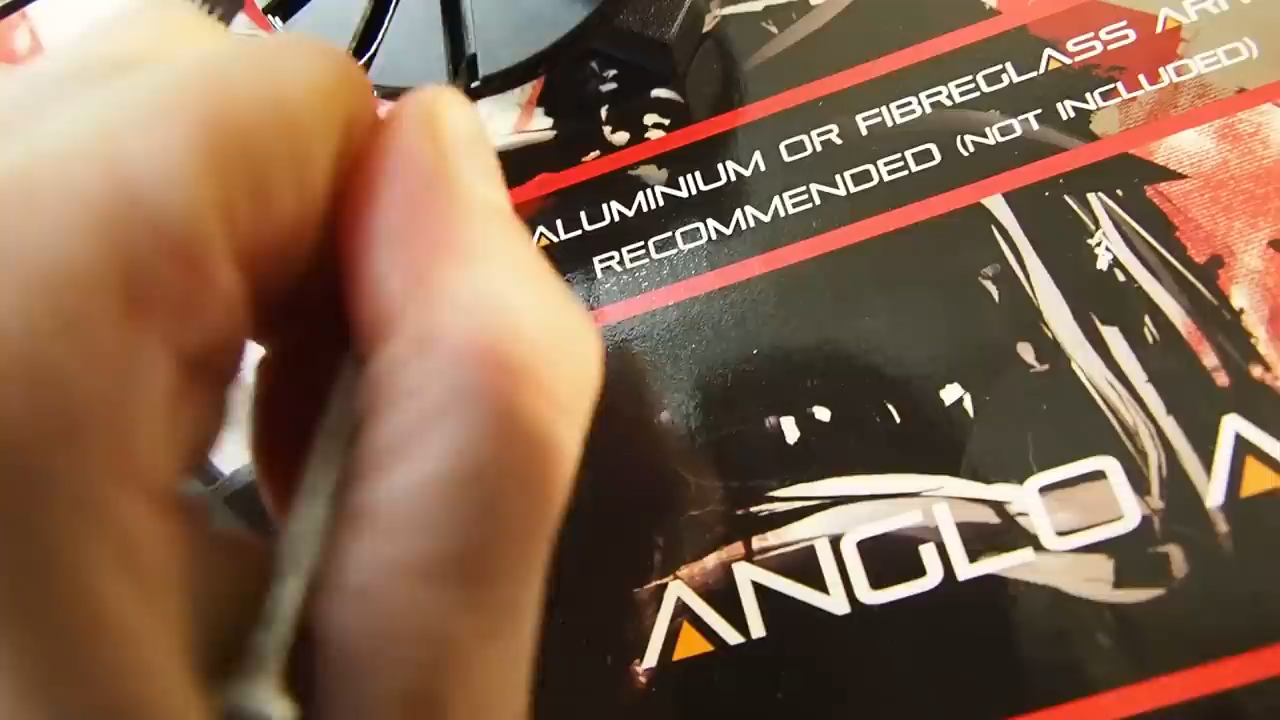 ALUMINIUM OR FIBREGLASS
RECOMMENDED (NOT INCLUDED)
ANGLO